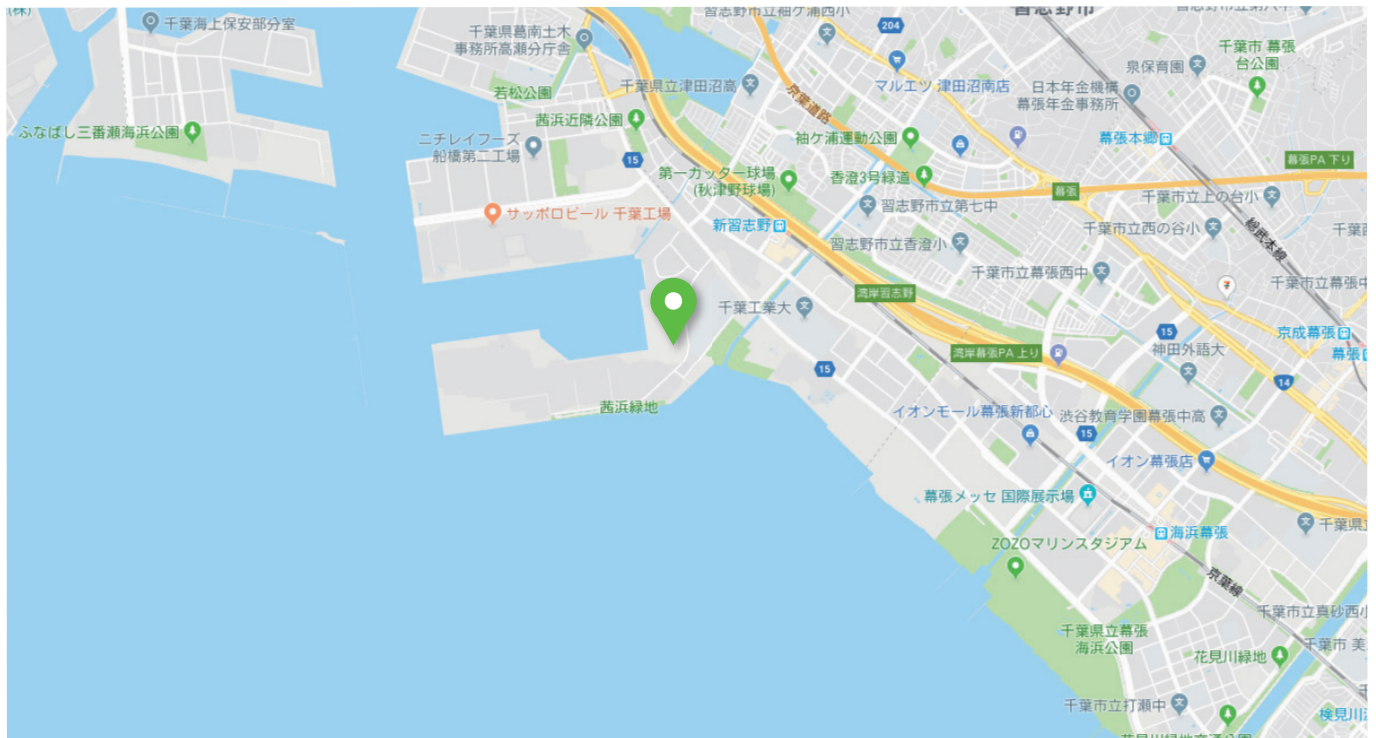 千葉海上保安部分室
千葉県葛南土木
事務所高瀬分庁舎
204
千葉市 幕張
台公園
泉保育園
千葉県立津田沼高
マルエツ 津田沼南店
日本年金機構
幕張年金事務所
若松公園
京葉道路
茜浜近隣公園
ふなばし三番瀬海浜公園
ニチレイフーズ
船橋第二工場
袖ケ浦運動公園
幕張本郷
15
幕張PA 下り
第一カッター球場
(秋津野球場)
香澄3号緑道
幕張
千葉市立上の台小
サッポロビール 千葉工場
習志野市立第七中
新習志野
千葉市立西の谷小
総武本線
習志野市立香澄小
千葉市立幕張西中
千葉市立幕張中
湾岸習志野
千葉工業大
15
京成幕張
湾岸幕張PA 上り
神田外語大
幕張
15
14
茜浜緑地
イオンモール幕張新都心
渋谷教育学園幕張中高
15
イオン幕張店
幕張メッセ 国際展示場
千葉県立
海浜幕張
ZOZOマリンスタジアム
京葉線
千葉市立真砂西小
千葉県立幕張
海浜公園
千葉市 美
花見川緑地
千葉市立打瀬中
検見川浜